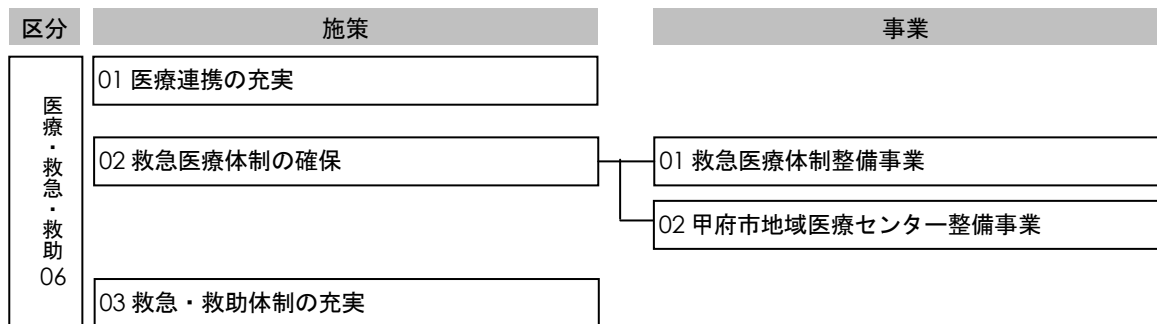 区分 施策 事業
医療・救急・救助 06
01 医療連携の充実
02 救急医療体制の確保
01 救急医療体制整備事業
02 甲府市地域医療センター整備事業
03 救急・救助体制の充実